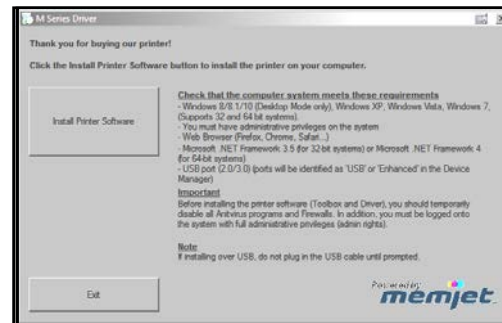 M Series Driver
Thank you for buying our printer!
Click the Install Printer Software button to install the printer on your computer.
Install Printer Software
Check that the computer system meets these requirements
- Windows 8/8.1/10 (Desktop Mode only), Windows XP, Windows Vista, Windows 7,
(Supports 32 and 64 bit systems).
- You must have administrative privileges on the system
- Web Browser (Firefox, Chrome, Safari...)
- Microsoft .NET Framework 3.5 (for 32-bit systems) or Microsoft .NET Framework 4
(for 64-bit systems)
- USB port (2.0/3.0) (ports will be identified as 'USB' or 'Enhanced' in the Device
Manager)
Important
Before installing the printer software (Toolbox and Driver), you should temporarily
disable all Antivirus programs and Firewalls. In addition, you must be logged onto
the system with full administrative privileges (admin rights).
Note
If installing over USB, do not plug in the USB cable until prompted.
Exit
Powered by
memjet